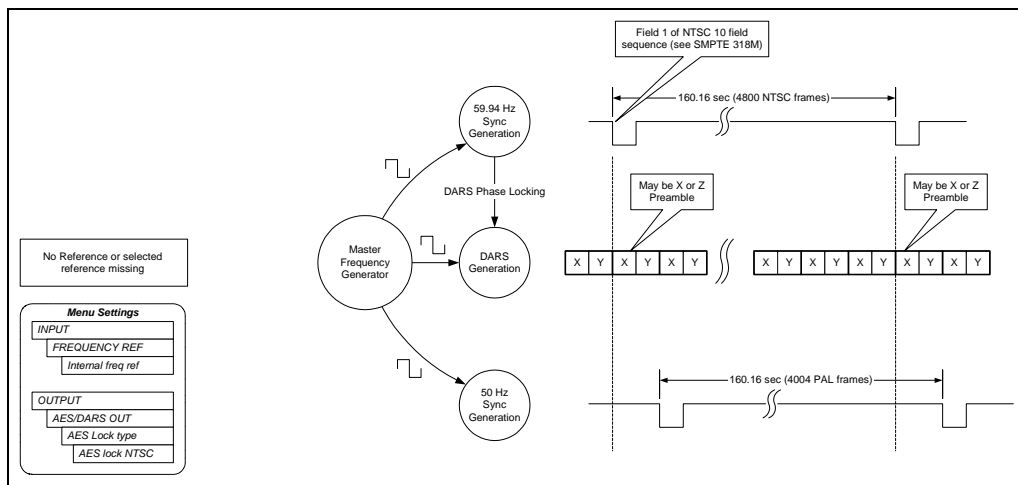 Field 1 of NTSC 10 field
sequence (see SMPTE 318M)
160.16 sec (4800 NTSC frames)
59.94 Hz
Sync
Generation
DARS Phase Locking
May be X or Z
Preamble
May be X or Z
Preamble
No Reference or selected
reference missing
Master
Frequency
Generator
DARS
Generation
X Y X Y X Y
X Y X Y X Y X Y
Menu Settings
INPUT
FREQUENCY REF
Internal freq ref
OUTPUT
AES/DARS OUT
AES Lock type
AES lock NTSC
50 Hz
Sync
Generation
160.16 sec (4004 PAL frames)